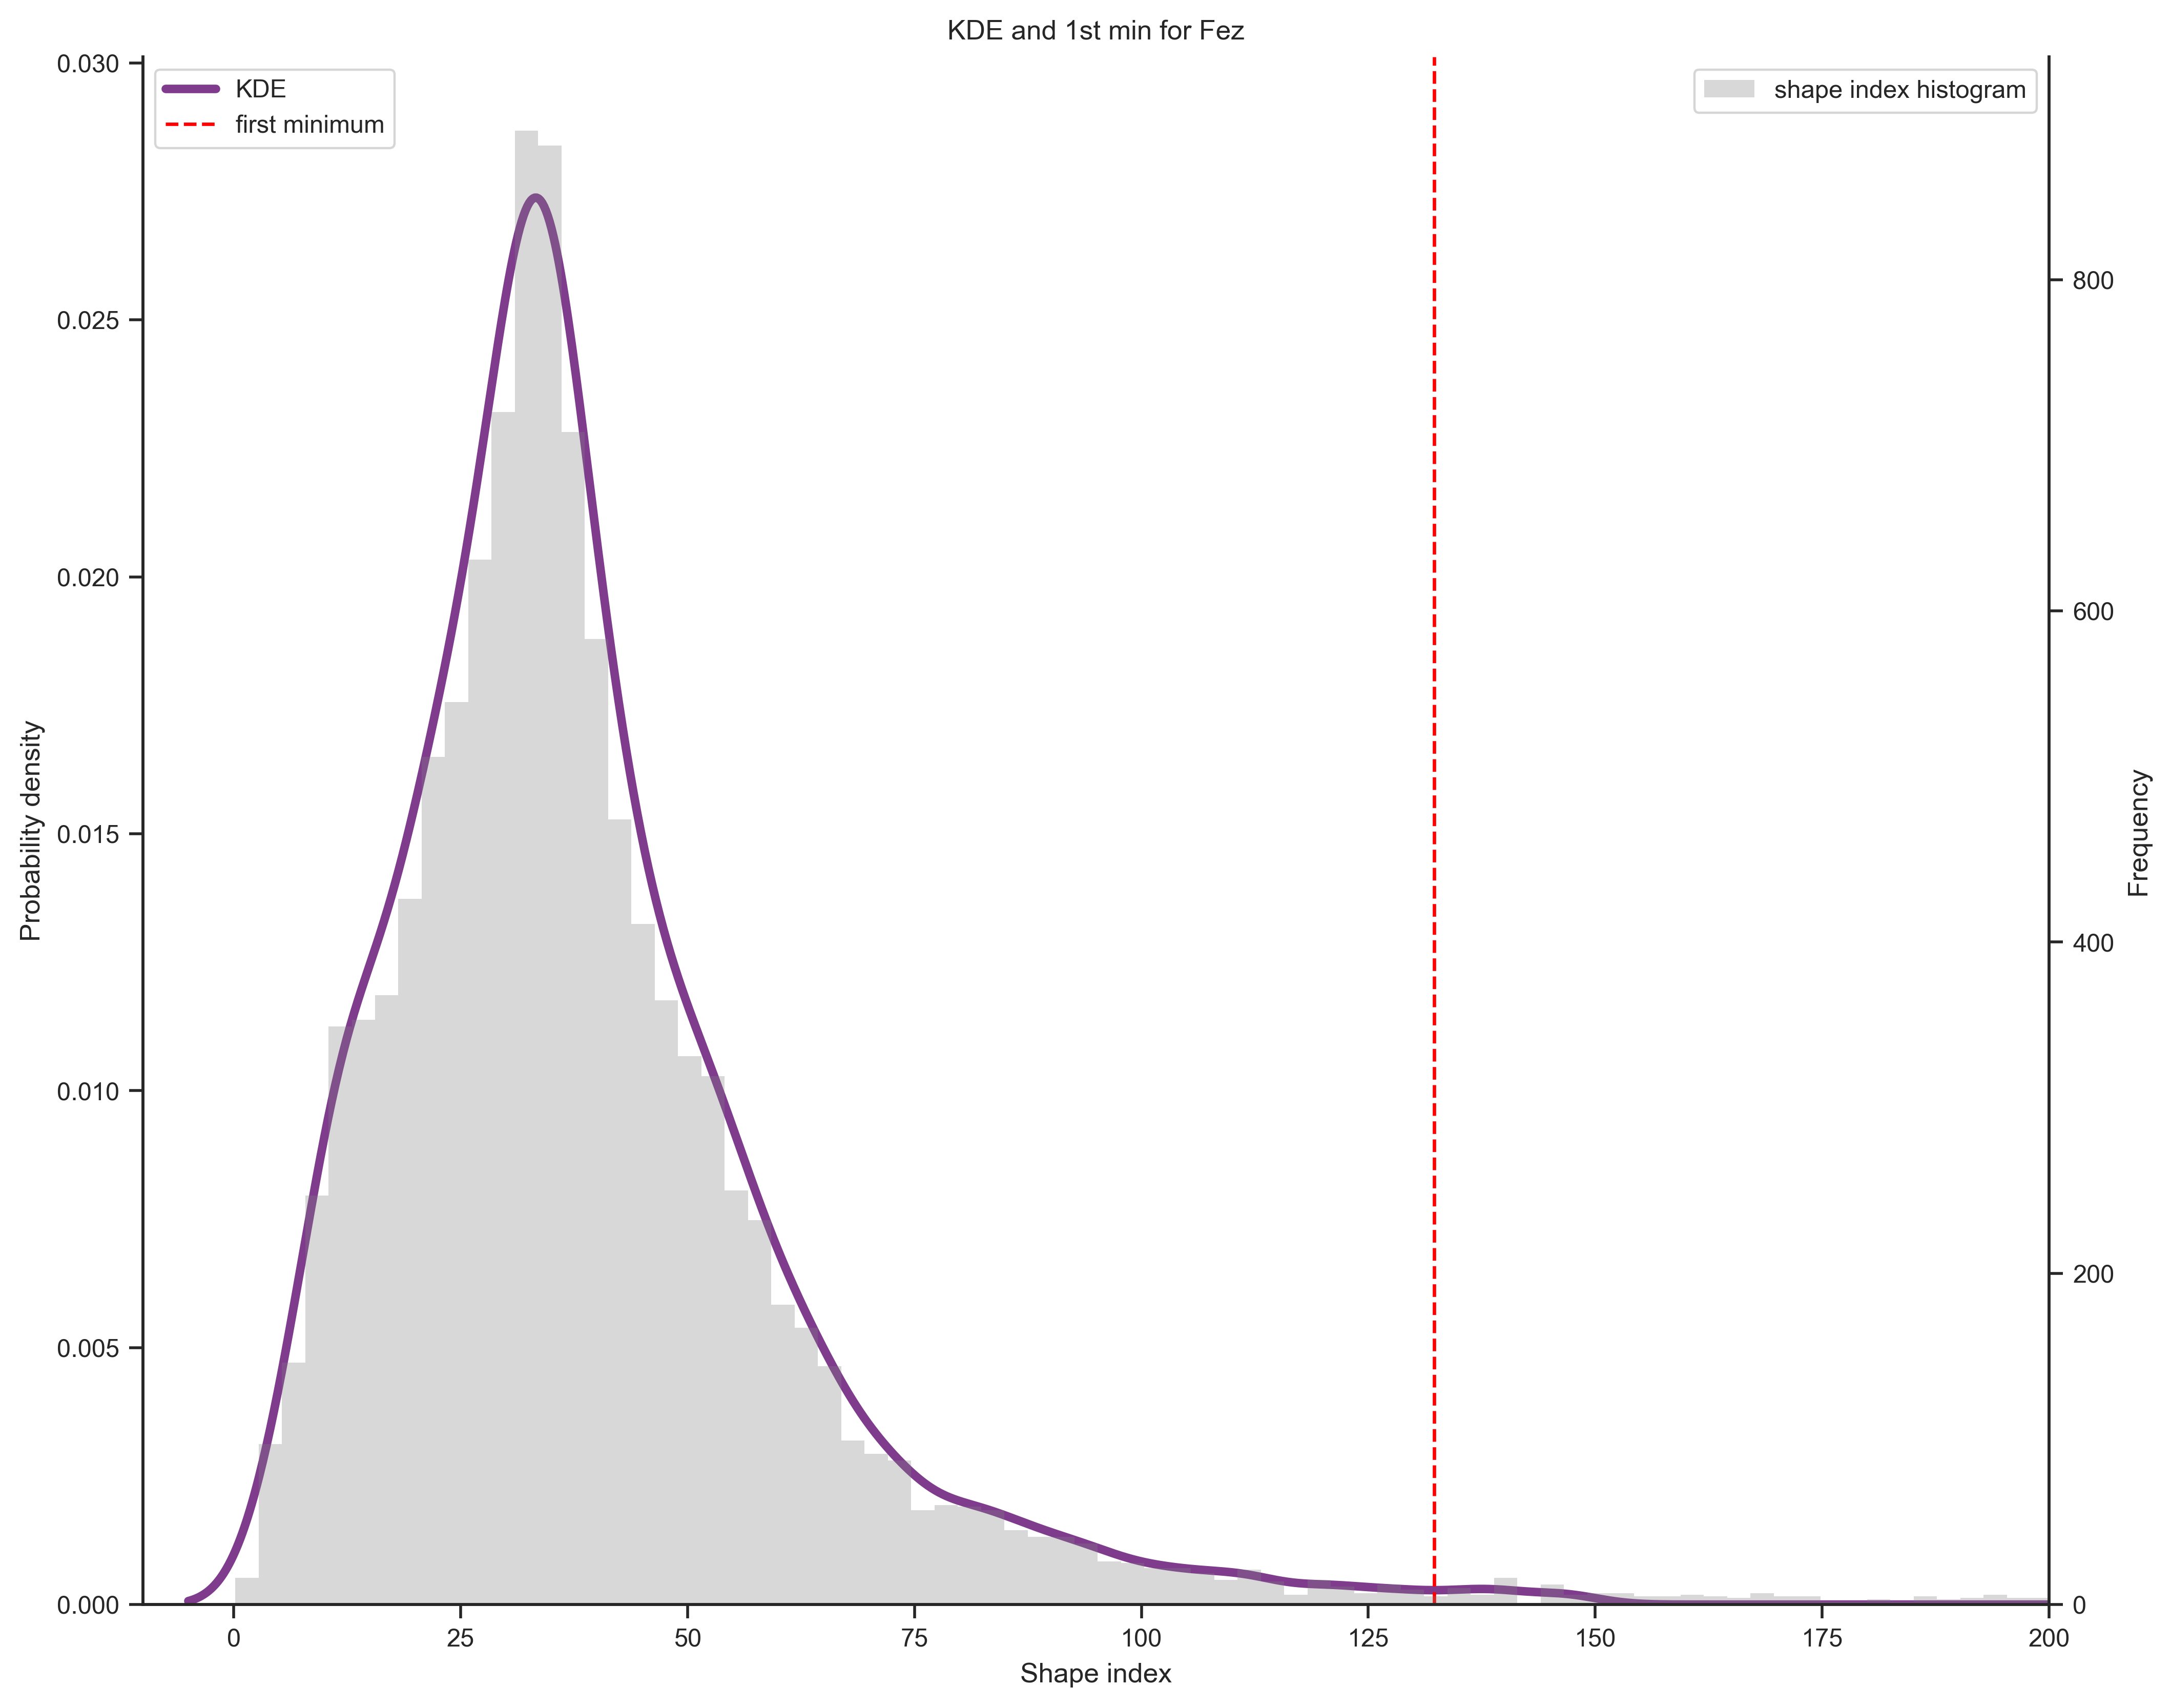 KDE and 1st min for Fez
KDE
first minimum
shape index histogram
0.030
0.025
0.020
0.015
0.010
0.005
0.000
Probability density
800
600
400
200
0
Frequency
0 25 50 75 100 125 150 175 200
Shape index